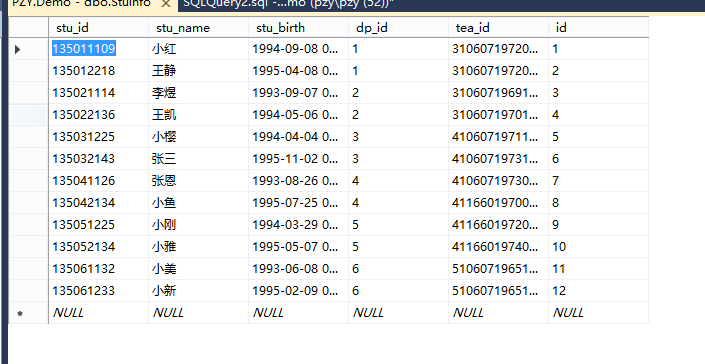 PZY.Demo - dbo.StuInfo SQLQuery2.sql -...mo (pzy\pzy (52))*
stu_id stu_name stu_birth dp_id tea_id id
135011109 小红 1994-09-08 0... 1 31060719720... 1
135012218 王静 1995-04-08 0... 1 31060719720... 2
135021114 李煜 1993-09-07 0... 2 31060719691... 3
135022136 王凯 1994-05-06 0... 2 31060719701... 4
135031225 小樱 1994-04-04 0... 3 41060719711... 5
135032143 张三 1995-11-02 0... 3 41060719731... 6
135041126 张恩 1993-08-26 0... 4 41060719730... 7
135042134 小鱼 1995-07-25 0... 4 41166019700... 8
135051225 小刚 1994-03-29 0... 5 41166019720... 9
135052134 小雅 1995-05-07 0... 5 41166019740... 10
135061132 小美 1993-06-08 0... 6 51060719651... 11
135061233 小新 1995-02-09 0... 6 51060719651... 12
NULL NULL NULL NULL NULL NULL